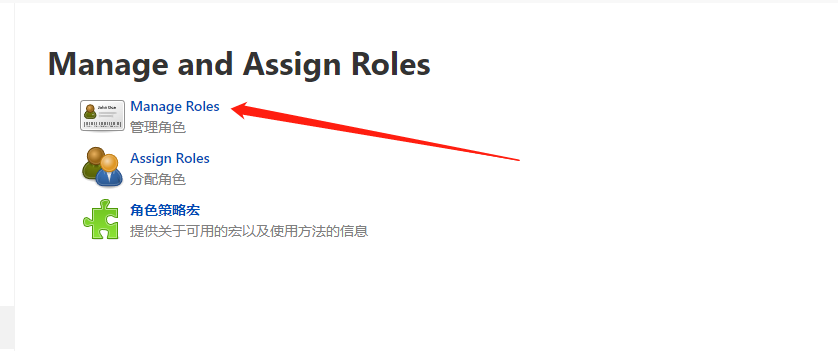 Manage and Assign Roles
John Doe
Manage Roles
管理角色
Assign Roles
分配角色
角色策略宏
提供关于可用的宏以及使用方法的信息